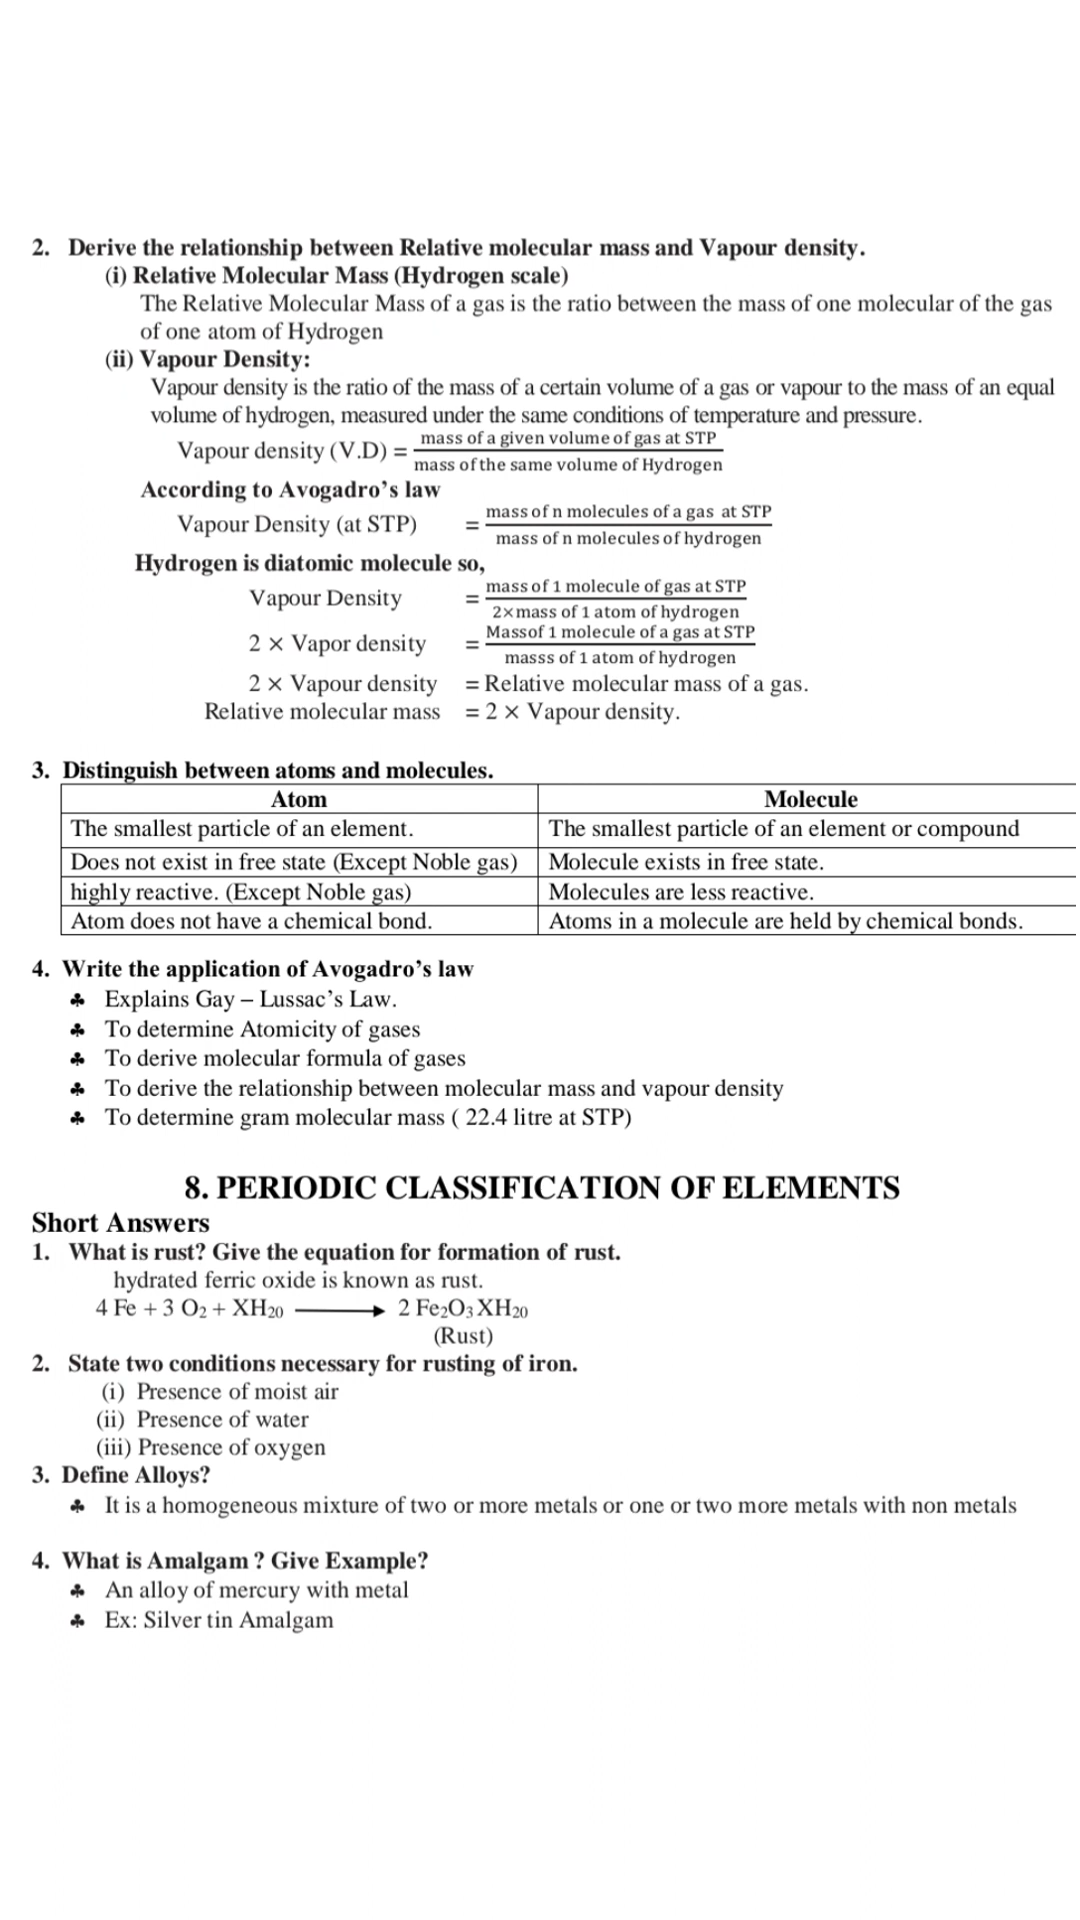 2. Derive the relationship between Relative molecular mass and Vapour density.
(i) Relative Molecular Mass (Hydrogen scale)
The Relative Molecular Mass of a gas is the ratio between the mass of one molecular of the gas
of one atom of Hydrogen
(ii) Vapour Density:
Vapour density is the ratio of the mass of a certain volume of a gas or vapour to the mass of an equal
volume of hydrogen, measured under the same conditions of temperature and pressure.
Vapour density (V.D) = mass of a given volume of gas at STP / mass of the same volume of Hydrogen
According to Avogadro’s law
Vapour Density (at STP) = mass of n molecules of a gas at STP / mass of n molecules of hydrogen
Hydrogen is diatomic molecule so,
Vapour Density = mass of 1 molecule of gas at STP / 2×mass of 1 atom of hydrogen
2 × Vapor density = Massof 1 molecule of a gas at STP / masss of 1 atom of hydrogen
2 × Vapour density = Relative molecular mass of a gas.
Relative molecular mass = 2 × Vapour density.
3. Distinguish between atoms and molecules.
Atom Molecule
The smallest particle of an element. The smallest particle of an element or compound
Does not exist in free state (Except Noble gas) Molecule exists in free state.
highly reactive. (Except Noble gas) Molecules are less reactive.
Atom does not have a chemical bond. Atoms in a molecule are held by chemical bonds.
4. Write the application of Avogadro’s law
♣ Explains Gay – Lussac’s Law.
♣ To determine Atomicity of gases
♣ To derive molecular formula of gases
♣ To derive the relationship between molecular mass and vapour density
♣ To determine gram molecular mass ( 22.4 litre at STP)
8. PERIODIC CLASSIFICATION OF ELEMENTS
Short Answers
1. What is rust? Give the equation for formation of rust.
hydrated ferric oxide is known as rust.
4 Fe + 3 O₂ + XH₂₀ ⟶ 2 Fe₂O₃ XH₂₀
(Rust)
2. State two conditions necessary for rusting of iron.
(i) Presence of moist air
(ii) Presence of water
(iii) Presence of oxygen
3. Define Alloys?
♣ It is a homogeneous mixture of two or more metals or one or two more metals with non metals
4. What is Amalgam ? Give Example?
♣ An alloy of mercury with metal
♣ Ex: Silver tin Amalgam